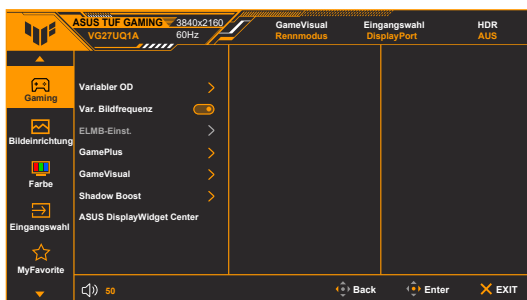 ASUS TUF GAMING 3840x2160 GameVisual Eingangswahl HDR
VG27UQ1A 60Hz Rennmodus DisplayPort AUS
Gaming
Bildeinrichtung
Farbe
Eingangswahl
MyFavorite
Variabler OD
Var. Bildfrequenz
ELMB-Einst.
GamePlus
GameVisual
Shadow Boost
ASUS DisplayWidget Center
50 Back Enter EXIT